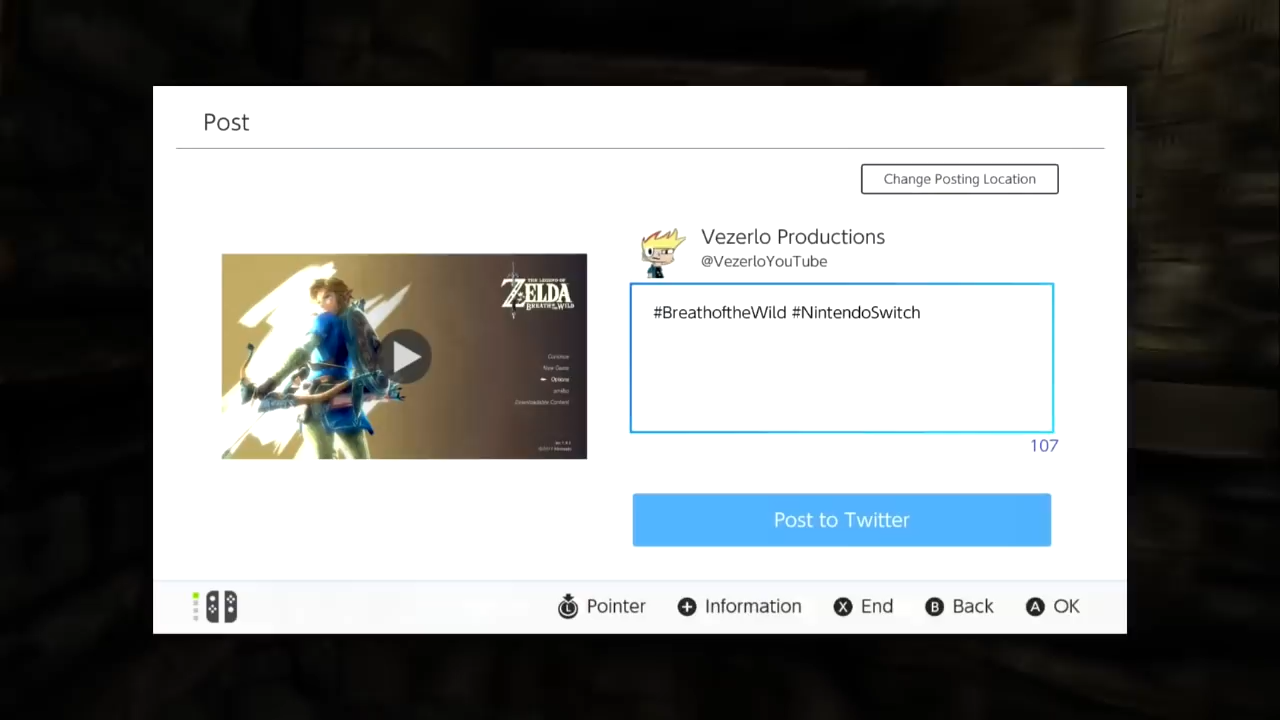 Post
Change Posting Location
Vezerlo Productions
@VezerloYouTube
#BreathoftheWild #NintendoSwitch
107
THE LEGEND OF
ZELDA
BREATH OF THE WILD
Continue
New Game
Options
amiibo
Downloadable Content
Post to Twitter
L Pointer
+ Information
X End
B Back
A OK